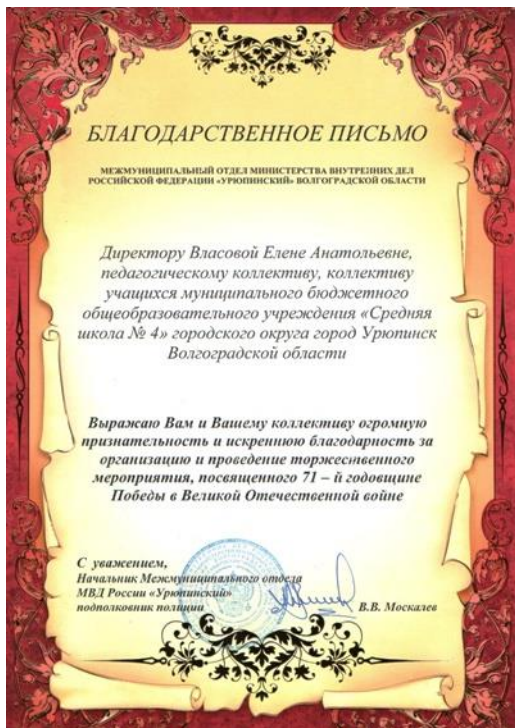 БЛАГОДАРСТВЕННОЕ ПИСЬМО
МЕЖМУНИЦИПАЛЬНЫЙ ОТДЕЛ МИНИСТЕРСТВА ВНУТРЕННИХ ДЕЛ
РОССИЙСКОЙ ФЕДЕРАЦИИ «УРЮПИНСКИЙ» ВОЛГОГРАДСКОЙ ОБЛАСТИ
Директору Власовой Елене Анатольевне,
педагогическому коллективу, коллективу
учащихся муниципального бюджетного
общеобразовательного учреждения «Средняя
школа № 4» городского округа город Урюпинск
Волгоградской области
Выражаю Вам и Вашему коллективу огромную
признательность и искреннюю благодарность за
организацию и проведение торжественного
мероприятия, посвященного 71 – й годовщине
Победы в Великой Отечественной войне
С уважением,
Начальник Межмуниципального отдела
МВД России «Урюпинский»
подполковник полиции В.В. Москалев